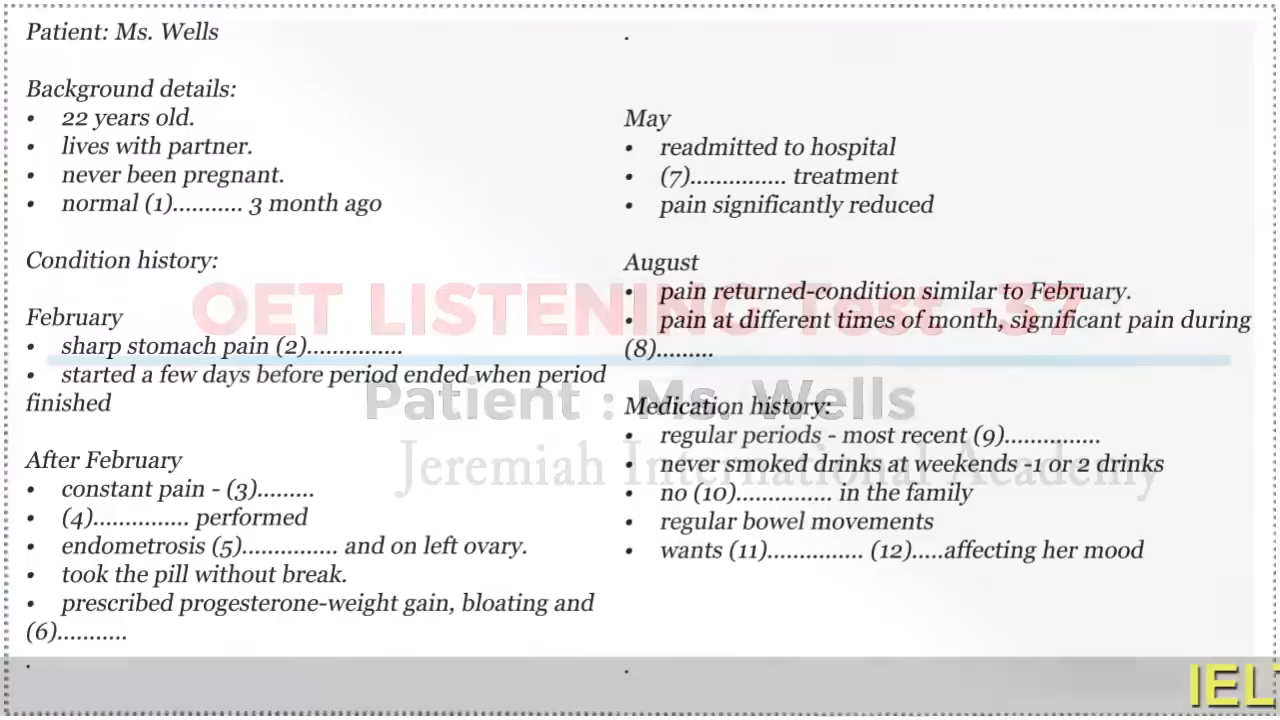 Patient: Ms. Wells
Background details:
• 22 years old.
• lives with partner.
• never been pregnant.
• normal (1)........... 3 month ago
Condition history:
February
• sharp stomach pain (2)...............
• started a few days before period ended when period
finished
After February
• constant pain - (3).........
• (4)............... performed
• endometrosis (5)............... and on left ovary.
• took the pill without break.
• prescribed progesterone-weight gain, bloating and
(6)...........
.
.
May
• readmitted to hospital
• (7)............... treatment
• pain significantly reduced
August
• pain returned-condition similar to February.
• pain at different times of month, significant pain during
(8).........
Medication history:
• regular periods - most recent (9)...............
• never smoked drinks at weekends -1 or 2 drinks
• no (10)............... in the family
• regular bowel movements
• wants (11)............... (12).....affecting her mood
.
OET LISTENING Test -37
Patient : Ms. Wells
Jeremiah International Academy
IELT